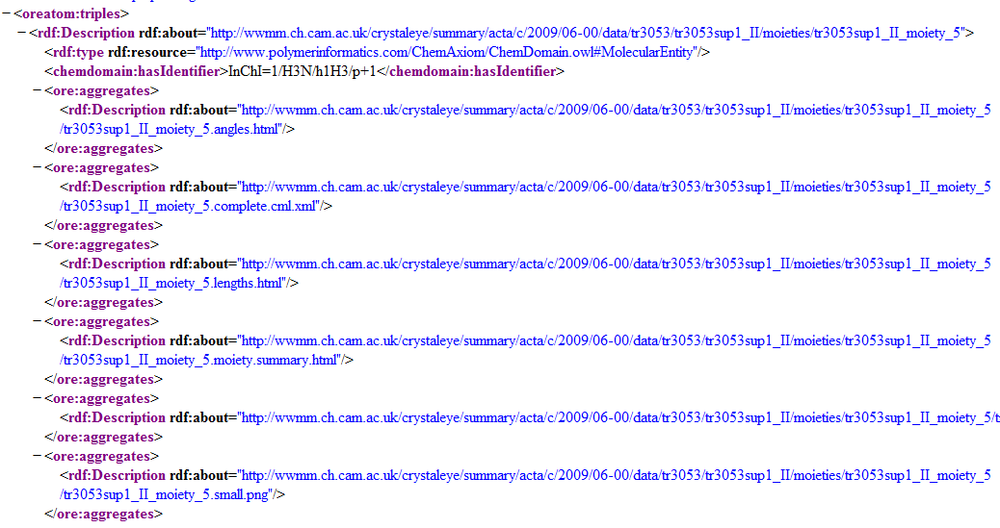 − <oreatom:triples>
− <rdf:Description rdf:about="http://wwmm.ch.cam.ac.uk/crystaleye/summary/acta/c/2009/06-00/data/tr3053/tr3053sup1_II/moieties/tr3053sup1_II_moiety_5">
<rdf:type rdf:resource="http://www.polymerinformatics.com/ChemAxiom/ChemDomain.owl#MolecularEntity"/>
<chemdomain:hasIdentifier>InChI=1/H3N/h1H3/p+1</chemdomain:hasIdentifier>
− <ore:aggregates>
<rdf:Description rdf:about="http://wwmm.ch.cam.ac.uk/crystaleye/summary/acta/c/2009/06-00/data/tr3053/tr3053sup1_II/moieties/tr3053sup1_II_moiety_5
/tr3053sup1_II_moiety_5.angles.html"/>
</ore:aggregates>
− <ore:aggregates>
<rdf:Description rdf:about="http://wwmm.ch.cam.ac.uk/crystaleye/summary/acta/c/2009/06-00/data/tr3053/tr3053sup1_II/moieties/tr3053sup1_II_moiety_5
/tr3053sup1_II_moiety_5.complete.cml.xml"/>
</ore:aggregates>
− <ore:aggregates>
<rdf:Description rdf:about="http://wwmm.ch.cam.ac.uk/crystaleye/summary/acta/c/2009/06-00/data/tr3053/tr3053sup1_II/moieties/tr3053sup1_II_moiety_5
/tr3053sup1_II_moiety_5.lengths.html"/>
</ore:aggregates>
− <ore:aggregates>
<rdf:Description rdf:about="http://wwmm.ch.cam.ac.uk/crystaleye/summary/acta/c/2009/06-00/data/tr3053/tr3053sup1_II/moieties/tr3053sup1_II_moiety_5
/tr3053sup1_II_moiety_5.moiety.summary.html"/>
</ore:aggregates>
− <ore:aggregates>
<rdf:Description rdf:about="http://wwmm.ch.cam.ac.uk/crystaleye/summary/acta/c/2009/06-00/data/tr3053/tr3053sup1_II/moieties/tr3053sup1_II_moiety_5/t
</ore:aggregates>
− <ore:aggregates>
<rdf:Description rdf:about="http://wwmm.ch.cam.ac.uk/crystaleye/summary/acta/c/2009/06-00/data/tr3053/tr3053sup1_II/moieties/tr3053sup1_II_moiety_5
/tr3053sup1_II_moiety_5.small.png"/>
</ore:aggregates>